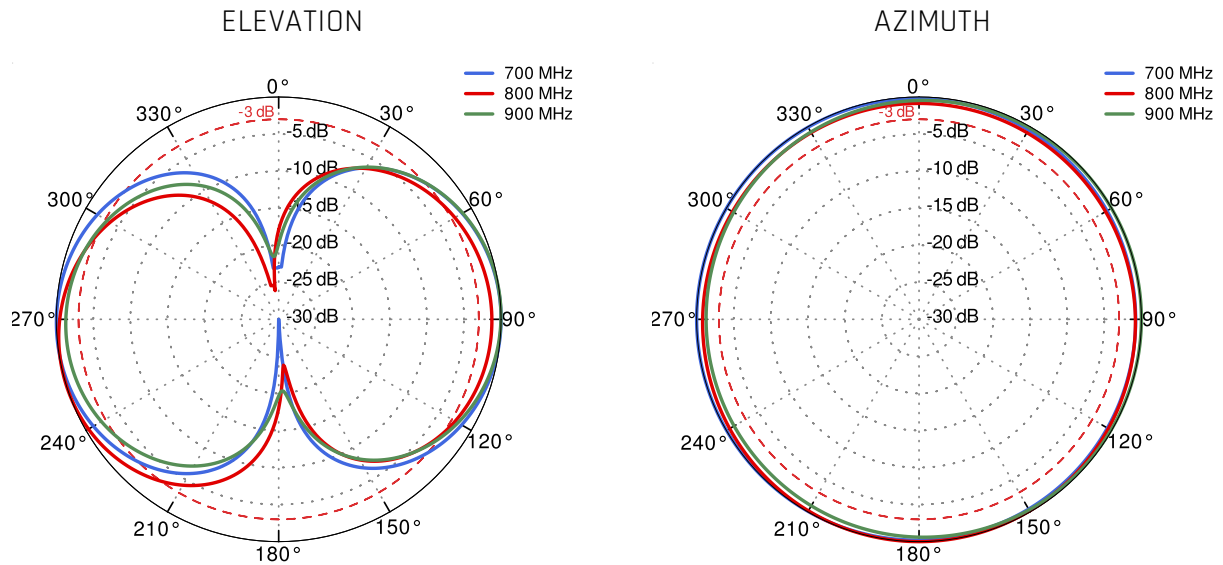 ELEVATION
700 MHz
800 MHz
900 MHz
0°
-3 dB
330°
30°
-5 dB
-10 dB
300°
60°
-15 dB
-20 dB
-25 dB
270°
-30 dB
90°
240°
120°
210°
150°
180°
AZIMUTH
700 MHz
800 MHz
900 MHz
0°
-3 dB
330°
30°
-5 dB
-10 dB
300°
60°
-15 dB
-20 dB
-25 dB
270°
-30 dB
90°
240°
120°
210°
150°
180°